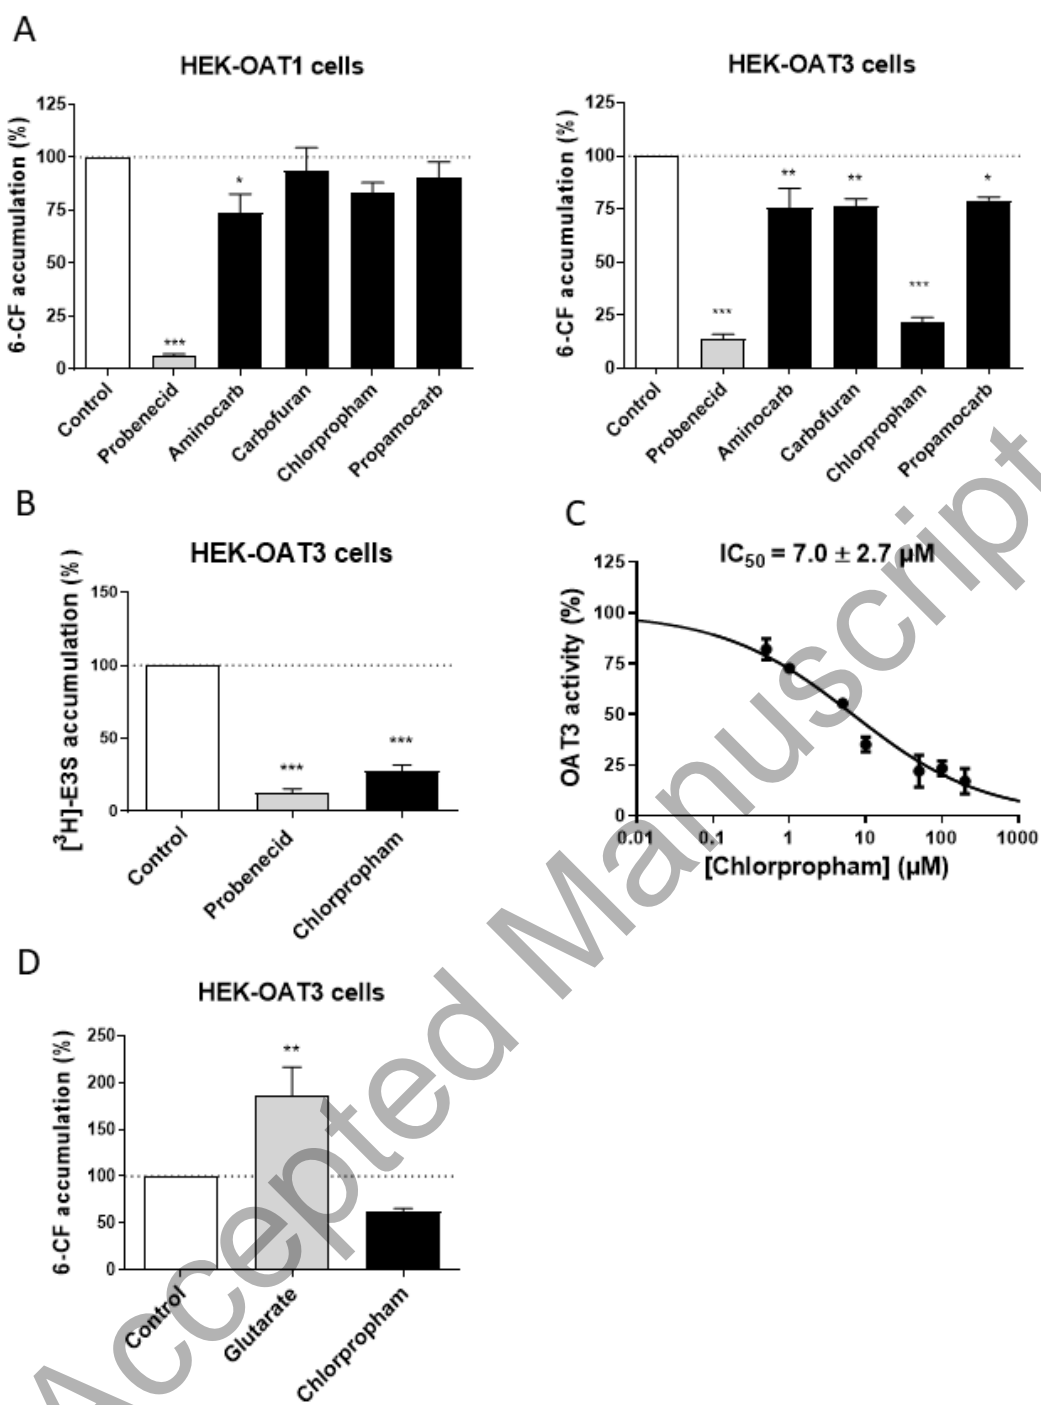 A
HEK-OAT1 cells
6-CF accumulation (%)
125
100
75
50
25
0
*
***
Control
Probenecid
Aminocarb
Carbofuran
Chlorpropham
Propamocarb
HEK-OAT3 cells
6-CF accumulation (%)
125
100
75
50
25
0
***
**
**
***
*
Control
Probenecid
Aminocarb
Carbofuran
Chlorpropham
Propamocarb
B
HEK-OAT3 cells
[³H]-E3S accumulation (%)
150
100
50
0
***
***
Control
Probenecid
Chlorpropham
C
IC₅₀ = 7.0 ± 2.7 µM
OAT3 activity (%)
125
100
75
50
25
0
0.01 0.1 1 10 100 1000
[Chlorpropham] (µM)
D
HEK-OAT3 cells
6-CF accumulation (%)
250
200
150
100
50
0
**
Control
Glutarate
Chlorpropham
Accepted Manuscript